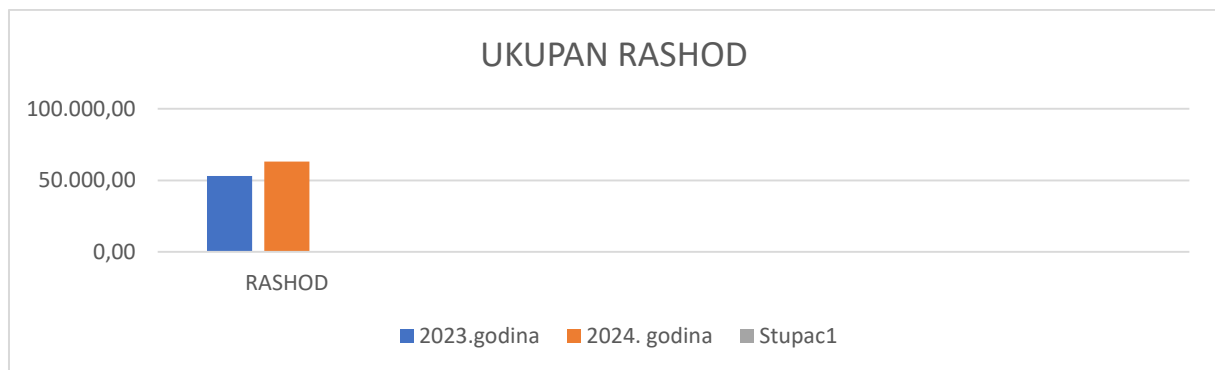 UKUPAN RASHOD
100.000,00
50.000,00
0,00
RASHOD
2023.godina 2024. godina Stupac1